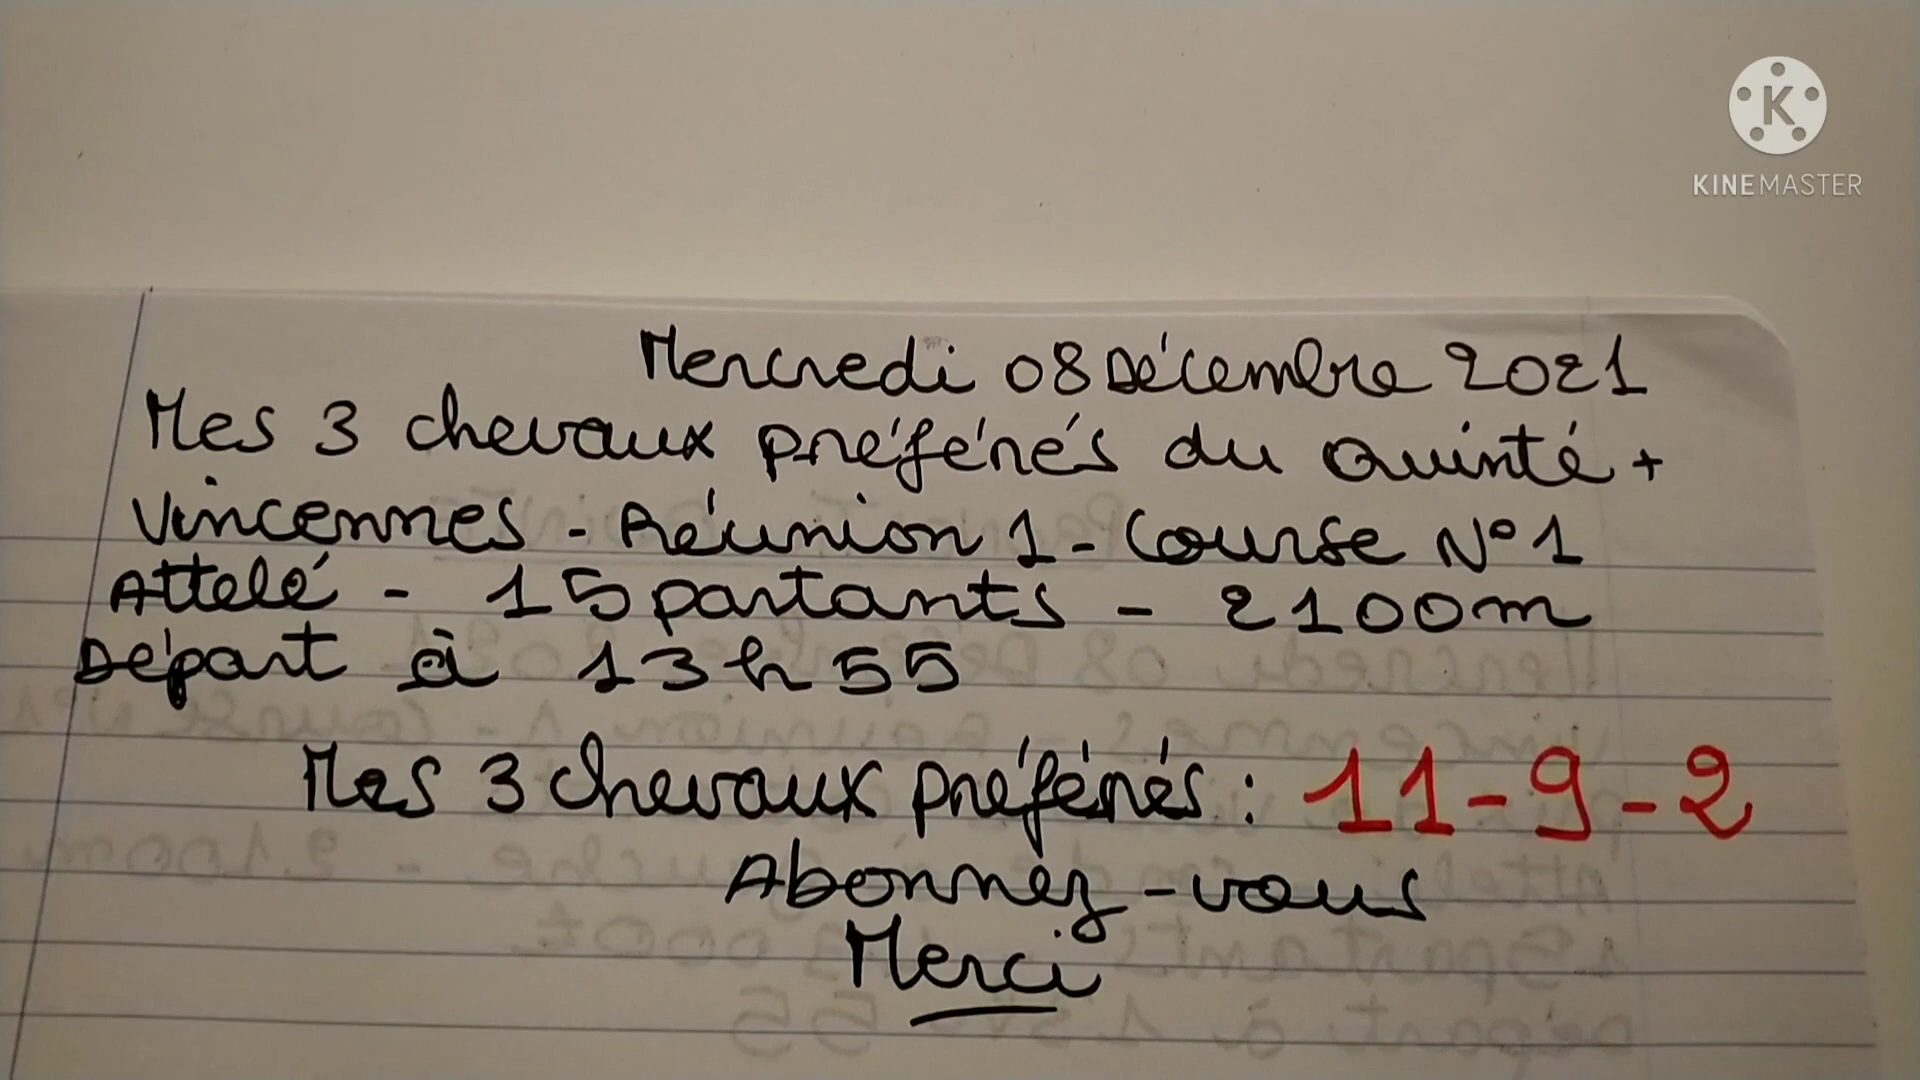 KINEMASTER
Mercredi 08 Décembre 2021
Mes 3 chevaux préférés du Quinté +
Vincennes - Réunion 1 - Course N°1
Attelé - 15 partants - 2100m
Départ à 13h55
Mes 3 chevaux préférés : 11-9-2
Abonnez-vous
Merci